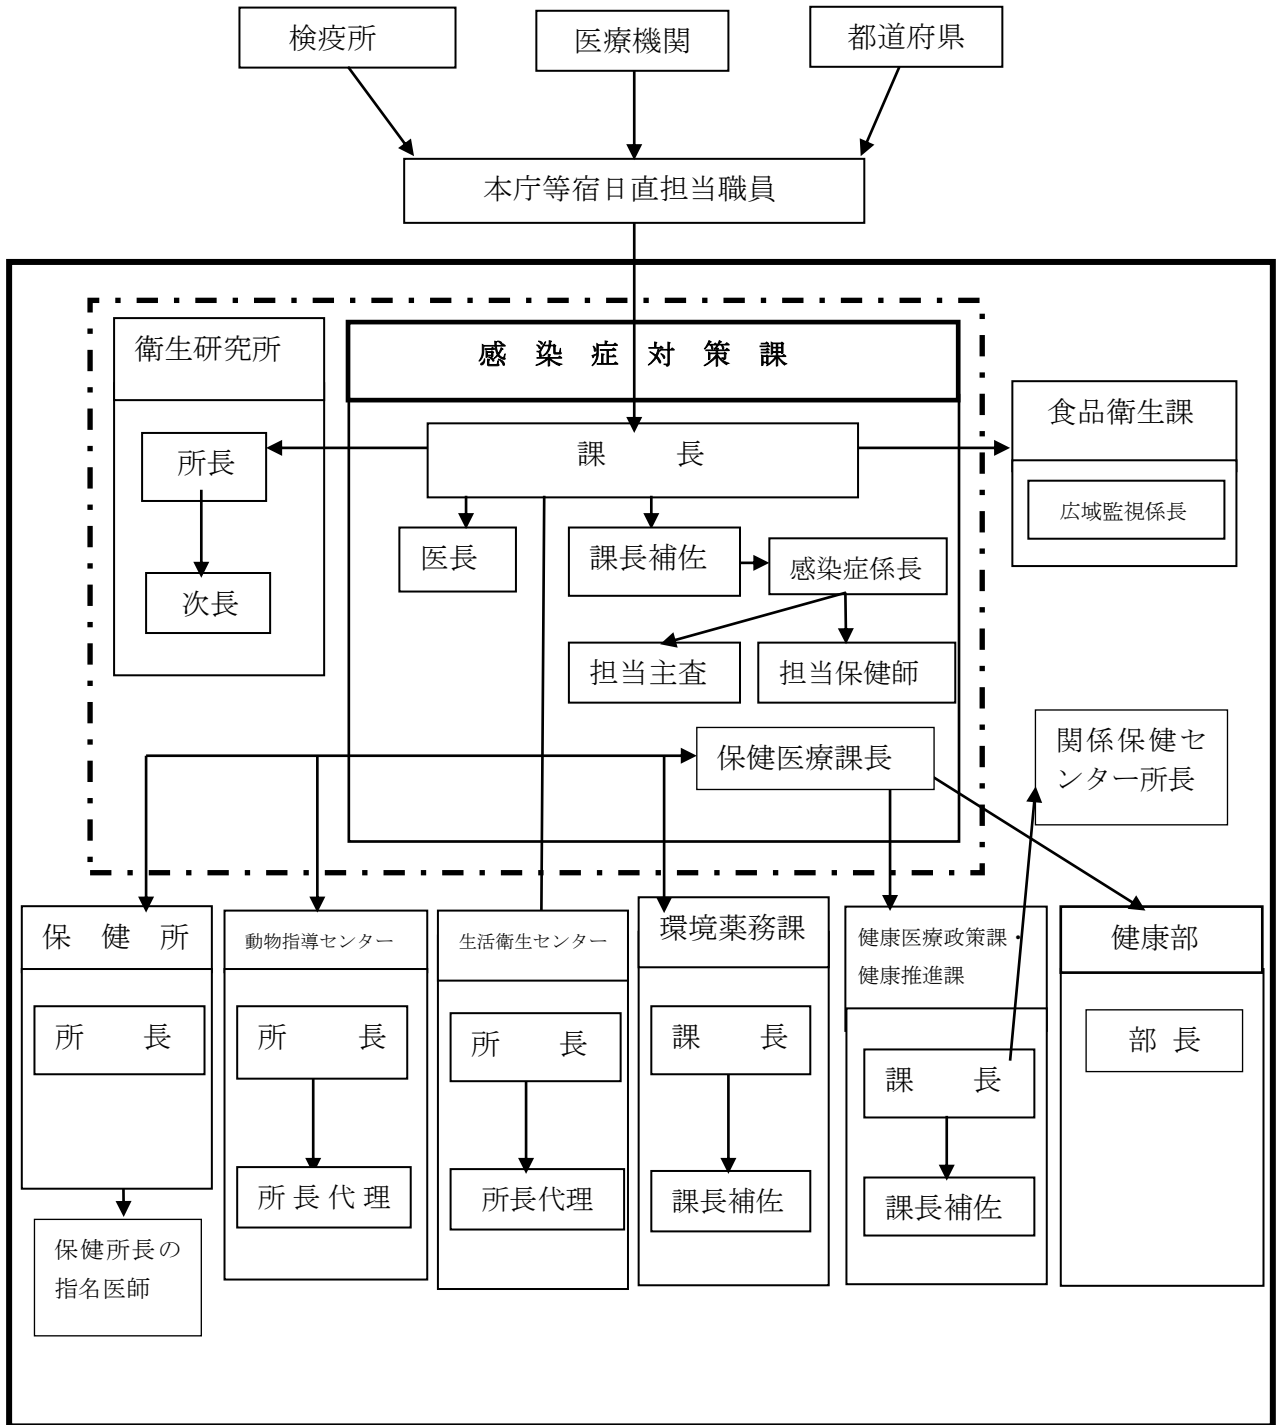 検疫所
医療機関
都道府県
本庁等宿日直担当職員
衛生研究所
所長
次長
感 染 症 対 策 課
課 長
医長
課長補佐
感染症係長
担当主査
担当保健師
食品衛生課
広域監視係長
保健医療課長
関係保健セ
ンター所長
保 健 所
所 長
保健所長の
指名医師
動物指導センター
所 長
所長代理
生活衛生センター
所 長
所長代理
環境薬務課
課 長
課長補佐
健康医療政策課・
健康推進課
課 長
課長補佐
健康部
部 長